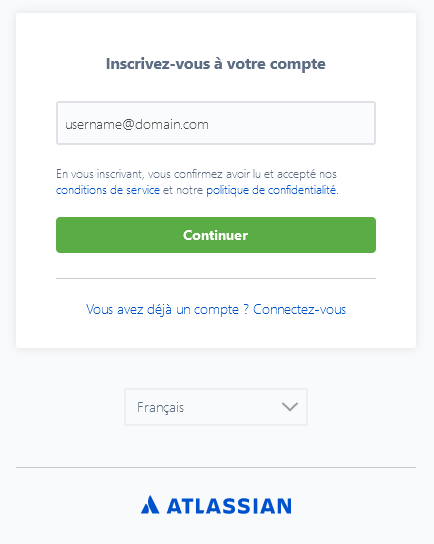 Inscrivez-vous à votre compte
username@domain.com
En vous inscrivant, vous confirmez avoir lu et accepté nos
conditions de service et notre politique de confidentialité.
Continuer
Vous avez déjà un compte ? Connectez-vous
Français
ATLASSIAN